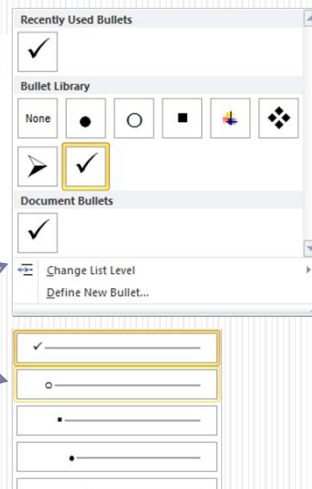 Recently Used Bullets
Bullet Library
None
Document Bullets
Change List Level
Define New Bullet...